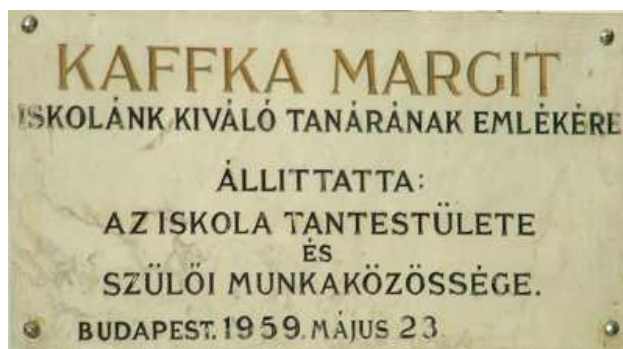 KAFFKA MARGIT
ISKOLÁNK KIVÁLÓ TANÁRÁNAK EMLÉKÉRE
ÁLLITTATTA:
AZ ISKOLA TANTESTÜLETE
ÉS
SZÜLŐI MUNKAKÖZÖSSÉGE.
BUDAPEST. 1959. MÁJUS 23.